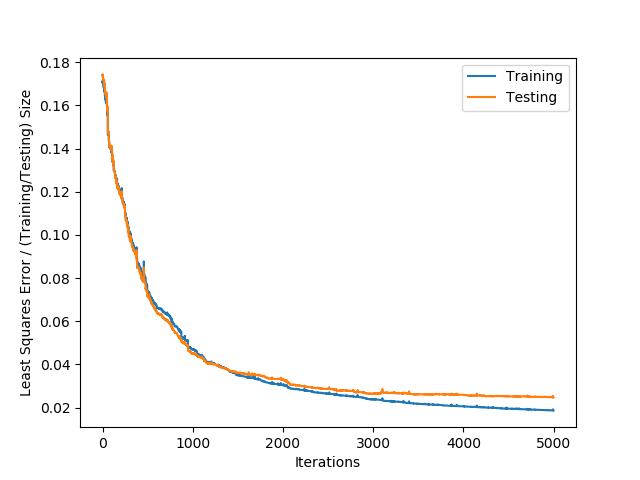 Training
Testing
0.18
0.16
0.14
0.12
0.10
0.08
0.06
0.04
0.02
Least Squares Error / (Training/Testing) Size
0 1000 2000 3000 4000 5000
Iterations